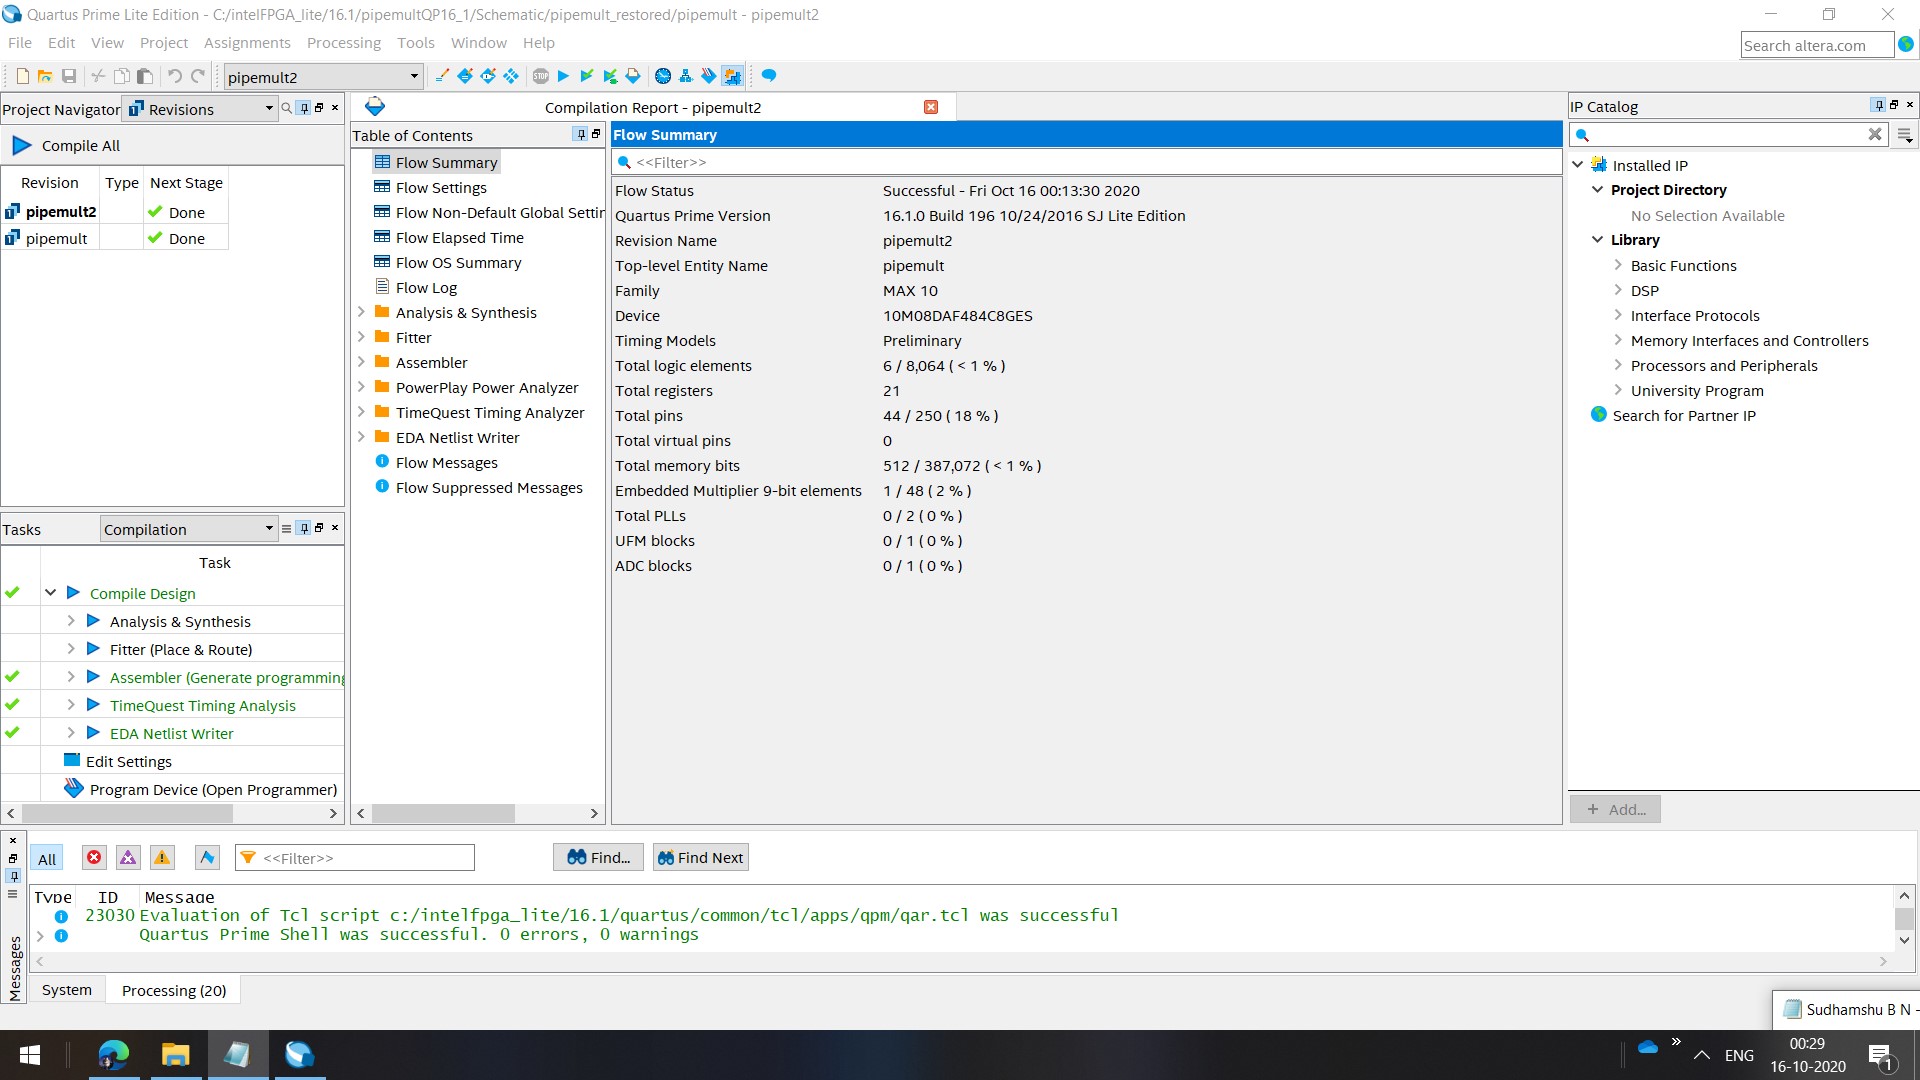 Quartus Prime Lite Edition - C:/intelFPGA_lite/16.1/pipemultQP16_1/Schematic/pipemult_restored/pipemult - pipemult2
File Edit View Project Assignments Processing Tools Window Help
Search altera.com
pipemult2
Project Navigator Revisions
Compile All
Revision Type Next Stage
pipemult2 Done
pipemult Done
Tasks Compilation
Task
Compile Design
Analysis & Synthesis
Fitter (Place & Route)
Assembler (Generate programming
TimeQuest Timing Analysis
EDA Netlist Writer
Edit Settings
Program Device (Open Programmer)
Compilation Report - pipemult2
Table of Contents
Flow Summary
Flow Settings
Flow Non-Default Global Settin
Flow Elapsed Time
Flow OS Summary
Flow Log
Analysis & Synthesis
Fitter
Assembler
PowerPlay Power Analyzer
TimeQuest Timing Analyzer
EDA Netlist Writer
Flow Messages
Flow Suppressed Messages
Flow Summary
<<Filter>>
Flow Status Successful - Fri Oct 16 00:13:30 2020
Quartus Prime Version 16.1.0 Build 196 10/24/2016 SJ Lite Edition
Revision Name pipemult2
Top-level Entity Name pipemult
Family MAX 10
Device 10M08DAF484C8GES
Timing Models Preliminary
Total logic elements 6 / 8,064 ( < 1 % )
Total registers 21
Total pins 44 / 250 ( 18 % )
Total virtual pins 0
Total memory bits 512 / 387,072 ( < 1 % )
Embedded Multiplier 9-bit elements 1 / 48 ( 2 % )
Total PLLs 0 / 2 ( 0 % )
UFM blocks 0 / 1 ( 0 % )
ADC blocks 0 / 1 ( 0 % )
IP Catalog
Installed IP
Project Directory
No Selection Available
Library
Basic Functions
DSP
Interface Protocols
Memory Interfaces and Controllers
Processors and Peripherals
University Program
Search for Partner IP
+ Add...
Messages
All <<Filter>> Find... Find Next
Type ID Message
23030 Evaluation of Tcl script c:/intelfpga_lite/16.1/quartus/common/tcl/apps/qpm/qar.tcl was successful
Quartus Prime Shell was successful. 0 errors, 0 warnings
System Processing (20)
Sudhamshu B N -
ENG
00:29
16-10-2020
1